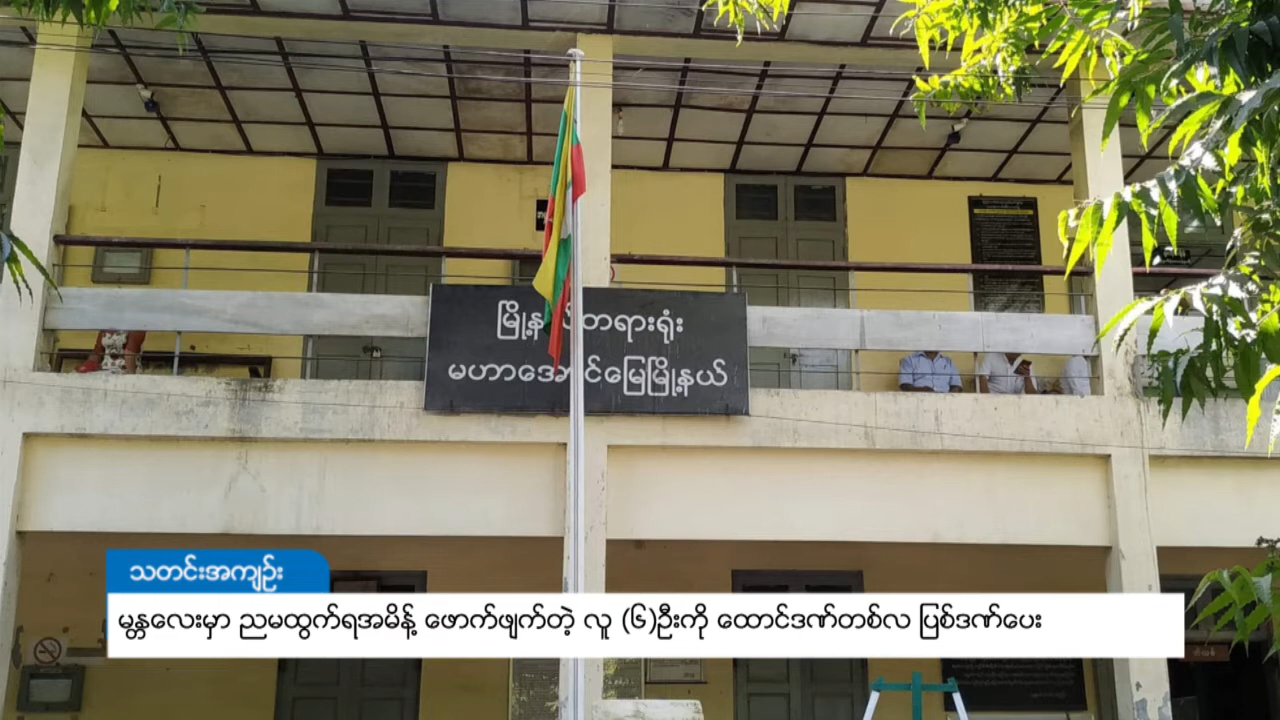 မြို့နယ်တရားရုံး
မဟာအောင်မြေမြို့နယ်
သတင်းအကျဉ်း
မန္တလေးမှာ ညမထွက်ရအမိန့် ဖောက်ဖျက်တဲ့ လူ (၆)ဦးကို ထောင်ဒဏ်တစ်လ ပြစ်ဒဏ်ပေး